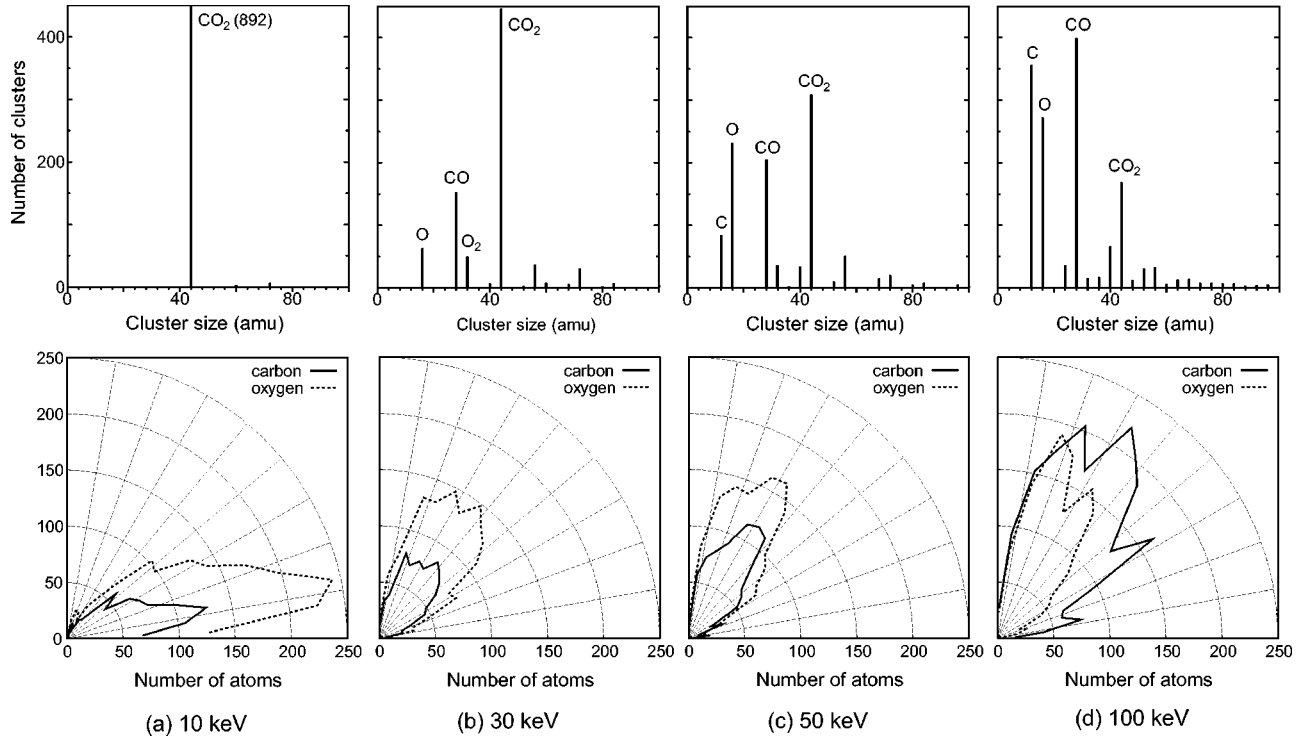 Number of clusters
400
200
0
CO₂ (892)
0 40 80
Cluster size (amu)
O
CO
O₂
CO₂
0 40 80
Cluster size (amu)
C
O
CO
CO₂
0 40 80
Cluster size (amu)
C
O
CO
CO₂
0 40 80
Cluster size (amu)
250
200
150
100
50
0
carbon
oxygen
0 50 100 150 200 250
Number of atoms
(a) 10 keV
carbon
oxygen
0 50 100 150 200 250
Number of atoms
(b) 30 keV
carbon
oxygen
0 50 100 150 200 250
Number of atoms
(c) 50 keV
carbon
oxygen
0 50 100 150 200 250
Number of atoms
(d) 100 keV